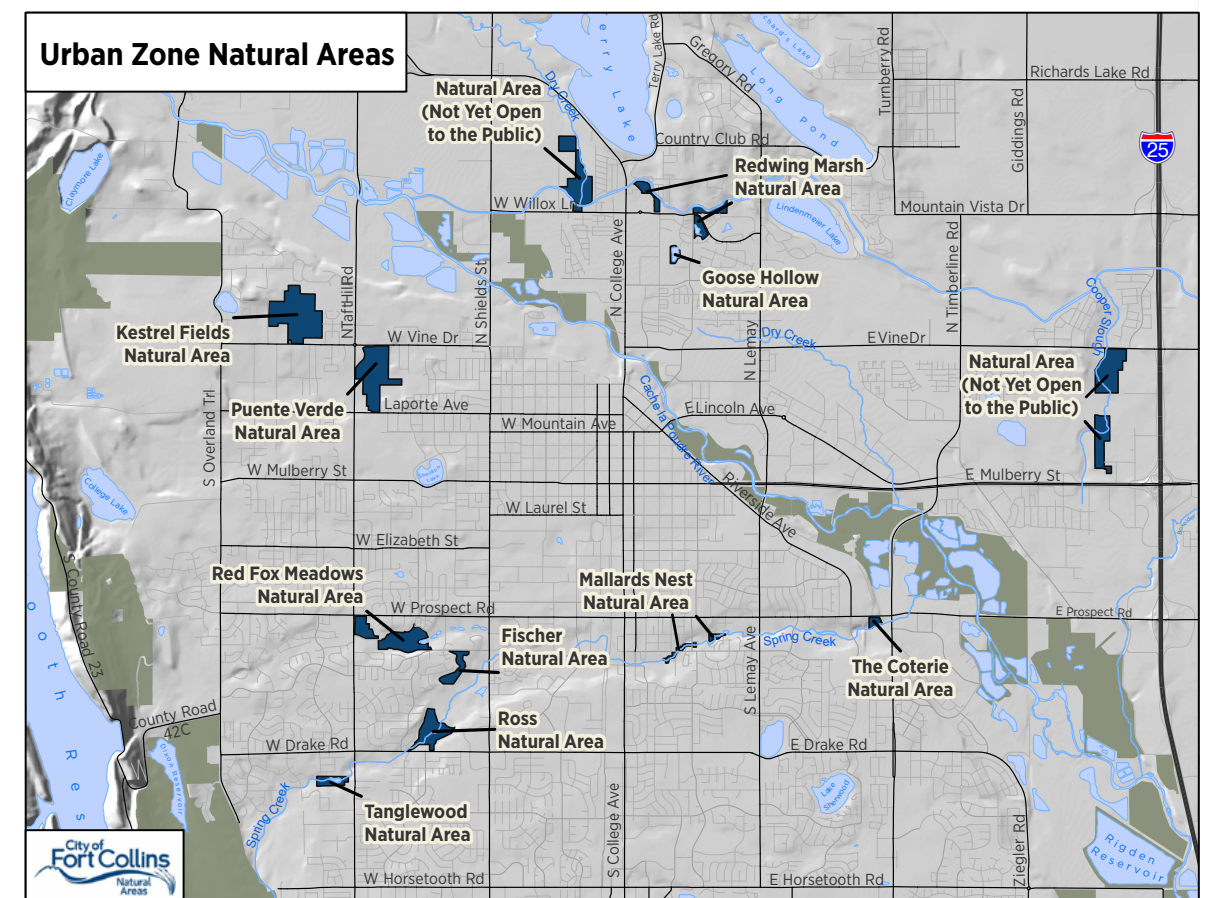 Urban Zone Natural Areas
Natural Area
(Not Yet Open
to the Public)
Dry Creek
Terry Lake
Terry Lake Rd
Gregory Rd
Long Pond
Turnberry Rd
Richards Lake Rd
Giddings Rd
25
Country Club Rd
Claymore Lake
Redwing Marsh
Natural Area
W Willox Ln
Lindenmeier Lake
Mountain Vista Dr
Goose Hollow
Natural Area
N College Ave
N Shields St
N Taft Hill Rd
N Timberline Rd
Cooper Slough
Kestrel Fields
Natural Area
W Vine Dr
N Lemay
Dry Creek
E Vine Dr
Natural Area
(Not Yet Open
to the Public)
Puente Verde
Natural Area
Laporte Ave
S Overland Trl
W Mountain Ave
Cache la Poudre River
E Lincoln Ave
W Mulberry St
Sheldon Lake
E Mulberry St
College Lake
W Laurel St
Riverside Ave
W Elizabeth St
Red Fox Meadows
Natural Area
W Prospect Rd
Mallards Nest
Natural Area
E Prospect Rd
S County Road 23
Fischer
Natural Area
Spring Creek
S Lemay Ave
The Coterie
Natural Area
County Road
42C
Ross
Natural Area
W Drake Rd
E Drake Rd
Dixon Reservoir
Spring Creek
Tanglewood
Natural Area
S College Ave
Lake
Sherwood
Ziegler Rd
Rigden
Reservoir
W Horsetooth Rd
E Horsetooth Rd
City of
Fort Collins
Natural
Areas